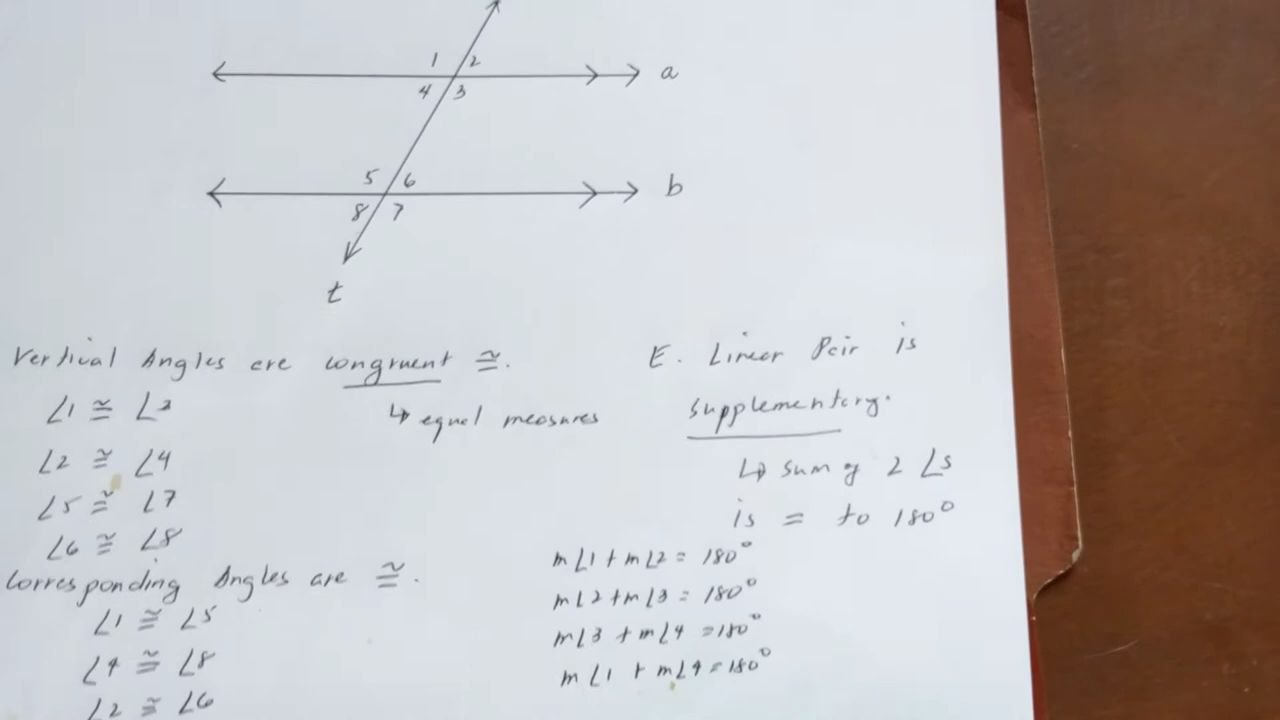 1 2
a
4 3
5 6
b
8 7
t
Vertical Angles are congruent ≅.
↳ equal measures
∠1 ≅ ∠3
∠2 ≅ ∠4
∠5 ≅ ∠7
∠6 ≅ ∠8
Corresponding Angles are ≅.
∠1 ≅ ∠5
∠4 ≅ ∠8
∠2 ≅ ∠6
E. Linear Pair is
supplementary.
↳ sum of 2 ∠s
is = to 180°
m∠1 + m∠2 = 180°
m∠2 + m∠3 = 180°
m∠3 + m∠4 = 180°
m∠1 + m∠4 = 180°